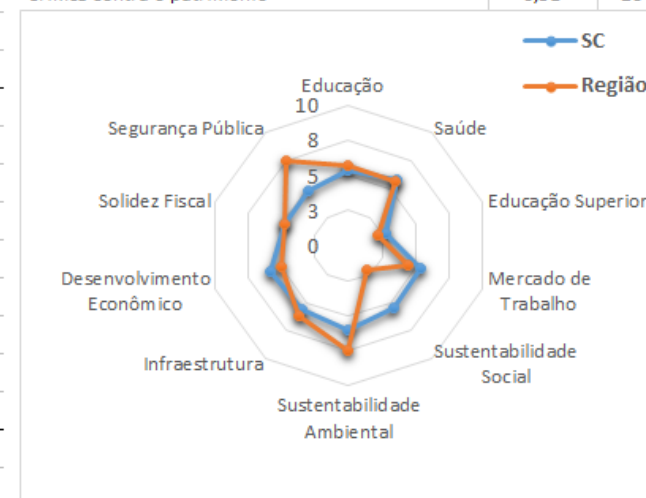 SC
Região
Educação
10
Segurança Pública
Saúde
8
5
Solidez Fiscal
Educação Superior
3
0
Desenvolvimento
Econômico
Mercado de
Trabalho
Infraestrutura
Sustentabilidade
Social
Sustentabilidade
Ambiental